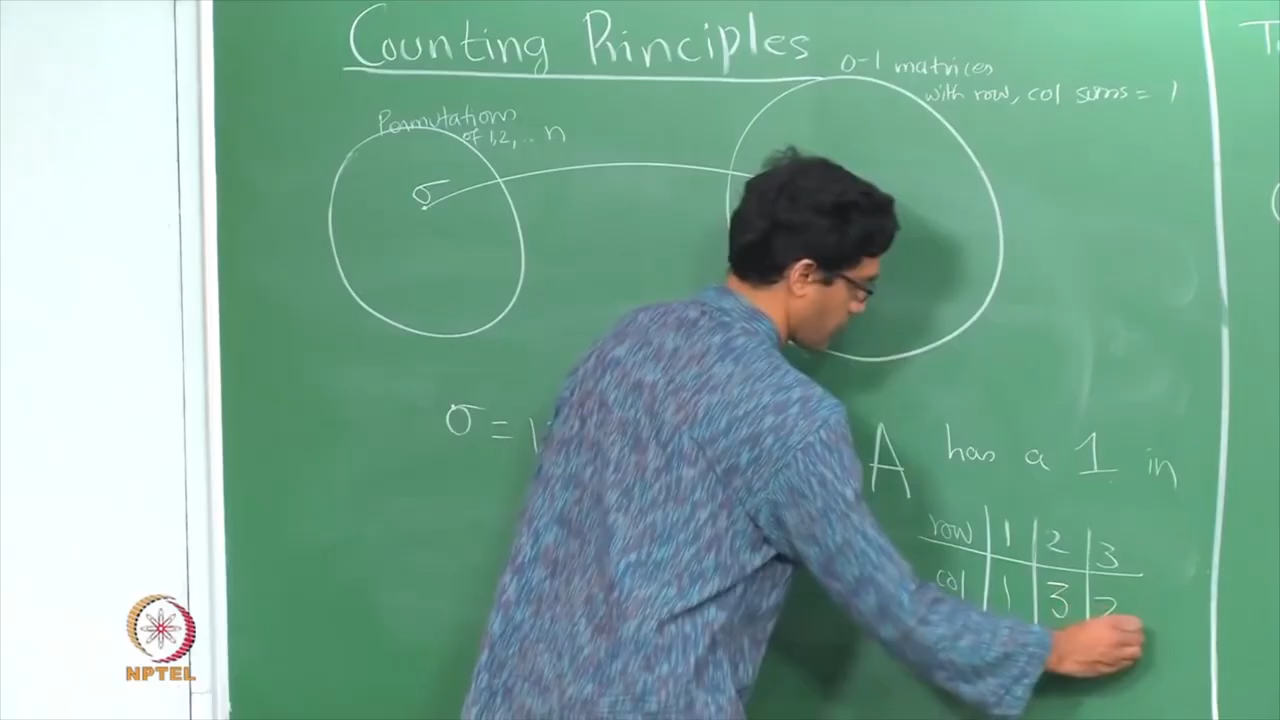 Counting Principles
0-1 matrices
with row, col sums = 1
Permutations
of 1,2, .. n
σ
σ = 1
A has a 1 in
row | 1 | 2 | 3
col | 1 | 3 | 2
NPTEL